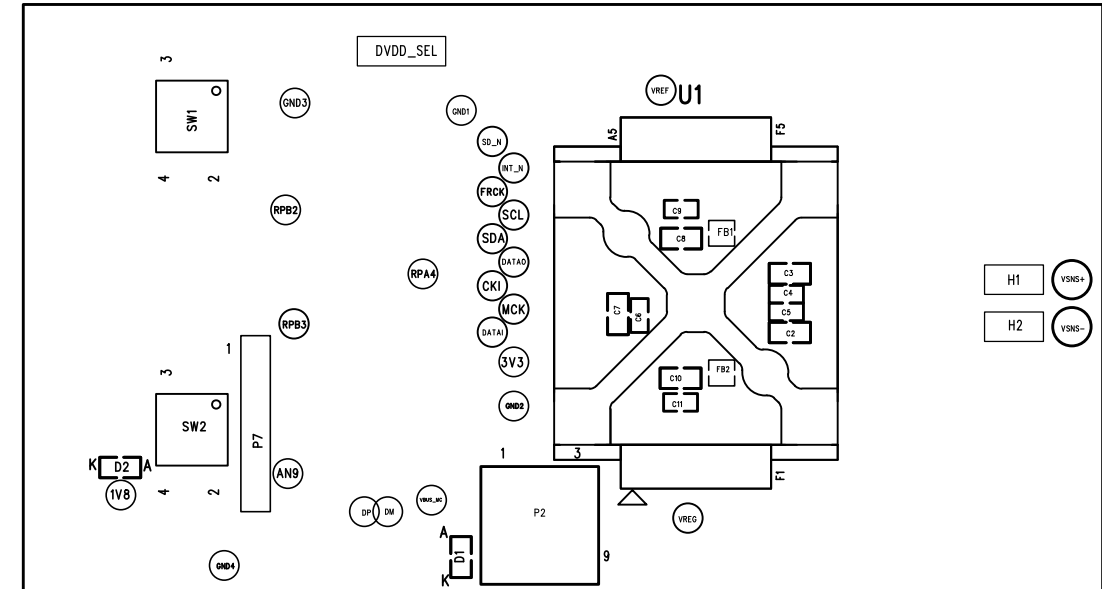 DVDD_SEL
3
SW1
4
2
GND3
GND1
VREF
U1
A5
F5
SD_N
INT_N
FRCK
SCL
SDA
DATAO
CKI
MCK
DATAI
3V3
GND2
RPB2
RPA4
RPB3
C9
C8
FB1
C7
C6
C3
C4
C5
C2
C10
C11
FB2
H1
VSNS+
H2
VSNS-
1
3
SW2
P7
K
D2
A
1V8
4
2
AN9
GND4
DP
DM
VBUS_MC
1
3
P2
9
A
D1
K
F1
VREG